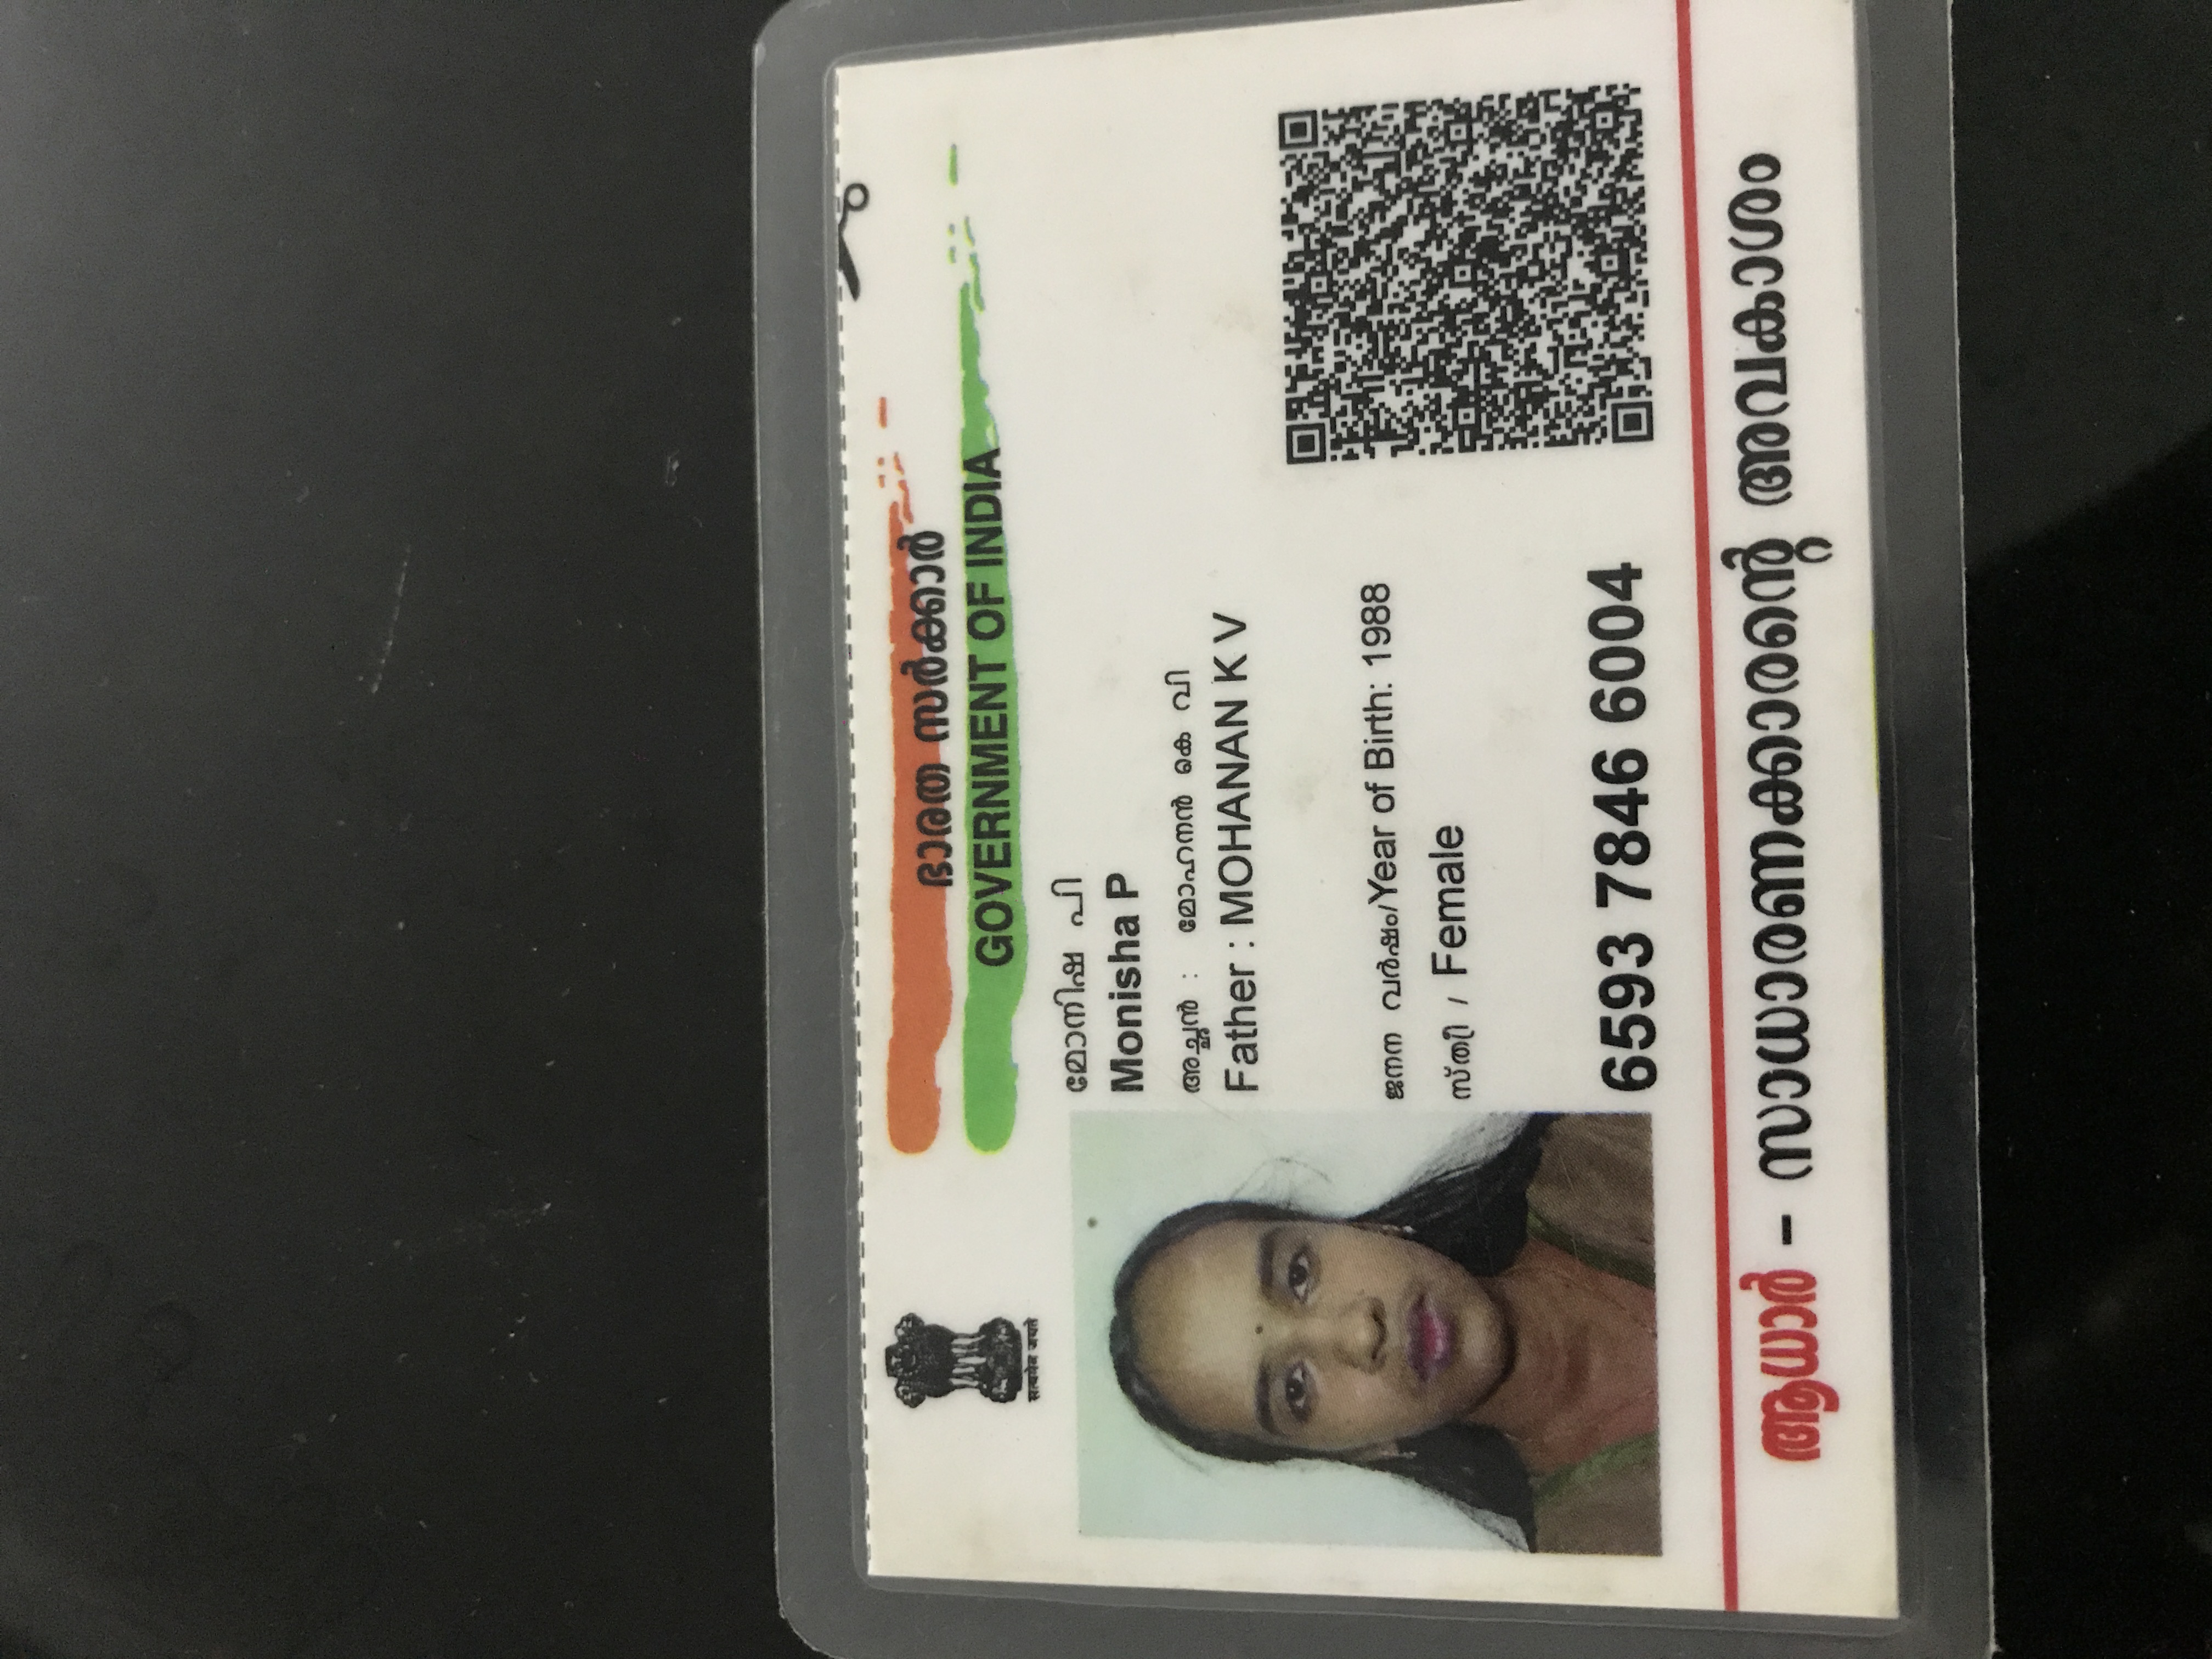 सत्यमेव जयते
ഭാരത സർക്കാർ
GOVERNMENT OF INDIA
മോനിഷ പി
Monisha P
അച്ഛൻ : മോഹനൻ കെ വി
Father : MOHANAN K V
ജനന വർഷം/Year of Birth: 1988
സ്ത്രീ / Female
6593 7846 6004
ആധാർ - സാധാരണക്കാരന്റെ അവകാശം